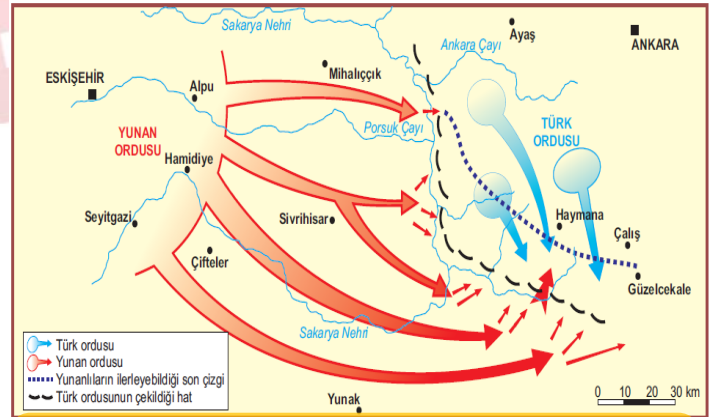 Sakarya Nehri
Ayaş
ANKARA
Ankara Çayı
Mihalıççık
ESKİŞEHİR
Alpu
YUNAN
ORDUSU
Porsuk Çayı
TÜRK
ORDUSU
Hamidiye
Seyitgazi
Sivrihisar
Haymana
Çalış
Çifteler
Güzelcekale
Sakarya Nehri
Türk ordusu
Yunan ordusu
Yunanlıların ilerleyebildiği son çizgi
Türk ordusunun çekildiği hat
Yunak
0 10 20 30 km